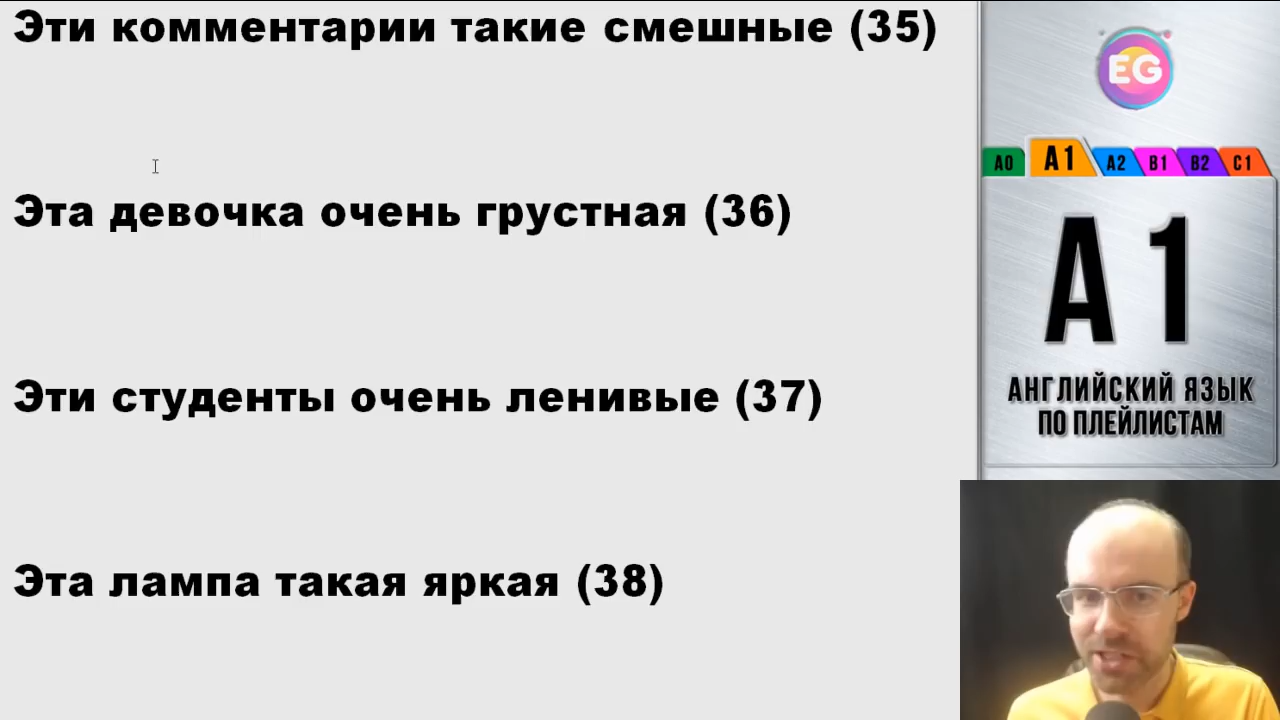 Эти комментарии такие смешные (35)
Эта девочка очень грустная (36)
Эти студенты очень ленивые (37)
Эта лампа такая яркая (38)
EG
A0 A1 A2 B1 B2 C1
A 1
АНГЛИЙСКИЙ ЯЗЫК
ПО ПЛЕЙЛИСТАМ